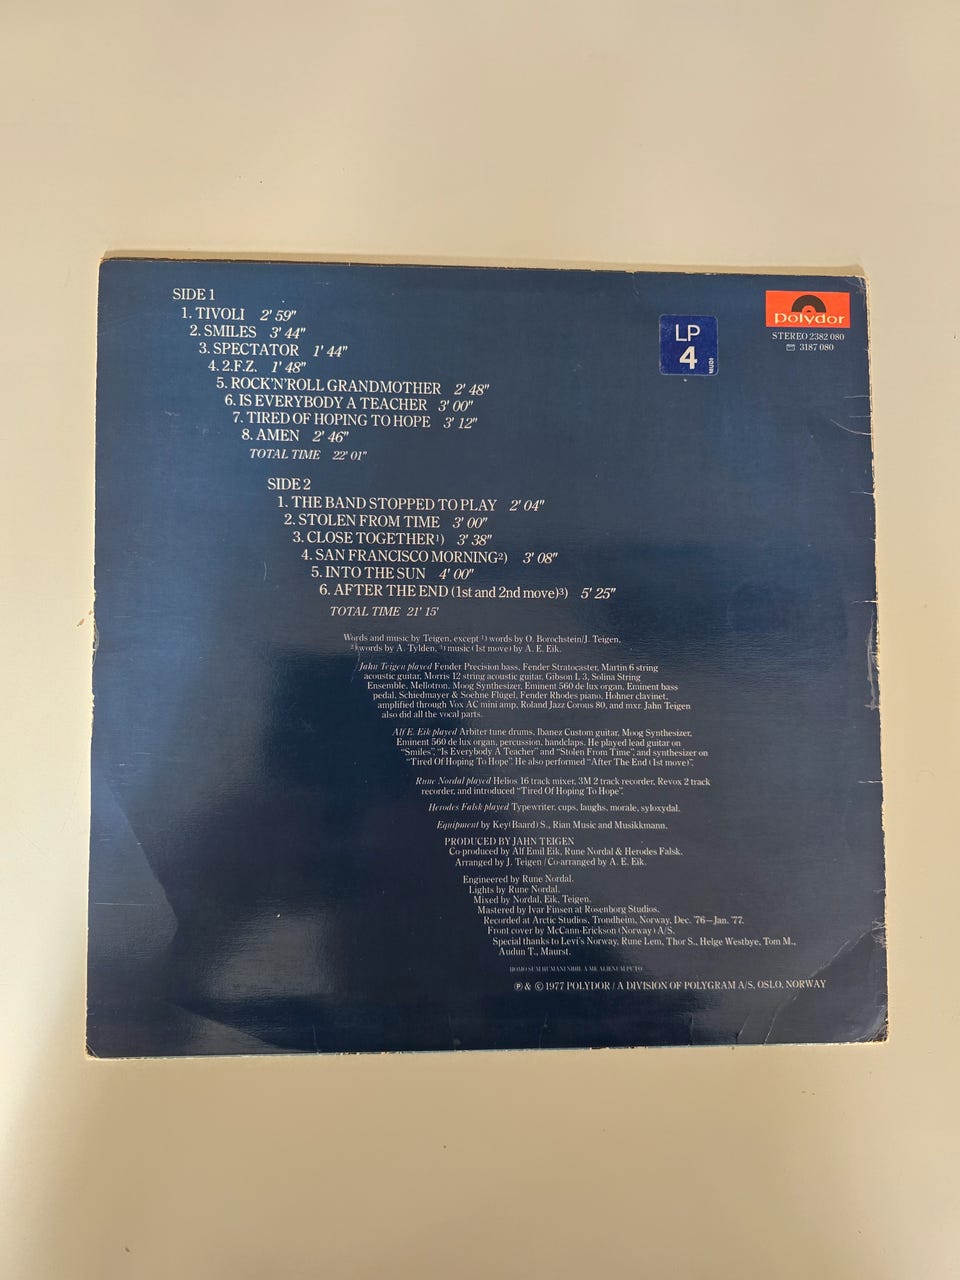 SIDE 1
1. TIVOLI 2' 59"
2. SMILES 3' 44"
3. SPECTATOR 1' 44"
4. 2.F.Z. 1' 48"
5. ROCK'N'ROLL GRANDMOTHER 2' 48"
6. IS EVERYBODY A TEACHER 3' 00"
7. TIRED OF HOPING TO HOPE 3' 12"
8. AMEN 2' 46"
TOTAL TIME 22' 01"
LP
4
MUDI
polydor
STEREO 2382 080
3187 080
SIDE 2
1. THE BAND STOPPED TO PLAY 2' 04"
2. STOLEN FROM TIME 3' 00"
3. CLOSE TOGETHER¹) 3' 38"
4. SAN FRANCISCO MORNING²) 3' 08"
5. INTO THE SUN 4' 00"
6. AFTER THE END (1st and 2nd move)³) 5' 25"
TOTAL TIME 21' 15'
Words and music by Teigen, except ¹) words by O. Borochstein/J. Teigen,
²) words by A. Tylden, ³) music (1st move) by A. E. Eik.
Jahn Teigen played Fender Precision bass, Fender Stratocaster, Martin 6 string
acoustic guitar, Morris 12 string acoustic guitar, Gibson L 3, Solina String
Ensemble, Mellotron, Moog Synthesizer, Eminent 560 de lux organ, Eminent bass
pedal, Schiedmayer & Soehne Flügel, Fender Rhodes piano, Hohner clavinet,
amplified through Vox AC mini amp, Roland Jazz Corous 80, and mxr. Jahn Teigen
also did all the vocal parts.
Alf E. Eik played Arbiter tune drums, Ibanez Custom guitar, Moog Synthesizer,
Eminent 560 de lux organ, percussion, handclaps. He played lead guitar on
"Smiles", "Is Everybody A Teacher" and "Stolen From Time", and synthesizer on
"Tired Of Hoping To Hope". He also performed "After The End (1st move)".
Rune Nordal played Helios 16 track mixer, 3M 2 track recorder, Revox 2 track
recorder, and introduced "Tired Of Hoping To Hope".
Herodes Falsk played Typewriter, cups, laughs, morale, syloxydal.
Equipment by Key(Baard) S., Rian Music and Musikkmann.
PRODUCED BY JAHN TEIGEN
Co-produced by Alf Emil Eik, Rune Nordal & Herodes Falsk.
Arranged by J. Teigen / Co-arranged by A. E. Eik.
Engineered by Rune Nordal.
Lights by Rune Nordal.
Mixed by Nordal, Eik, Teigen.
Mastered by Ivar Finsen at Rosenborg Studios.
Recorded at Arctic Studios, Trondheim, Norway, Dec. '76—Jan. '77.
Front cover by McCann-Erickson (Norway) A/S.
Special thanks to Levi's Norway, Rune Lem, Thor S., Helge Westbye, Tom M.,
Audun T., Maurst.
HOMO SUM HUMANI NIHIL A ME ALIENUM PUTO
℗ & © 1977 POLYDOR / A DIVISION OF POLYGRAM A/S, OSLO, NORWAY